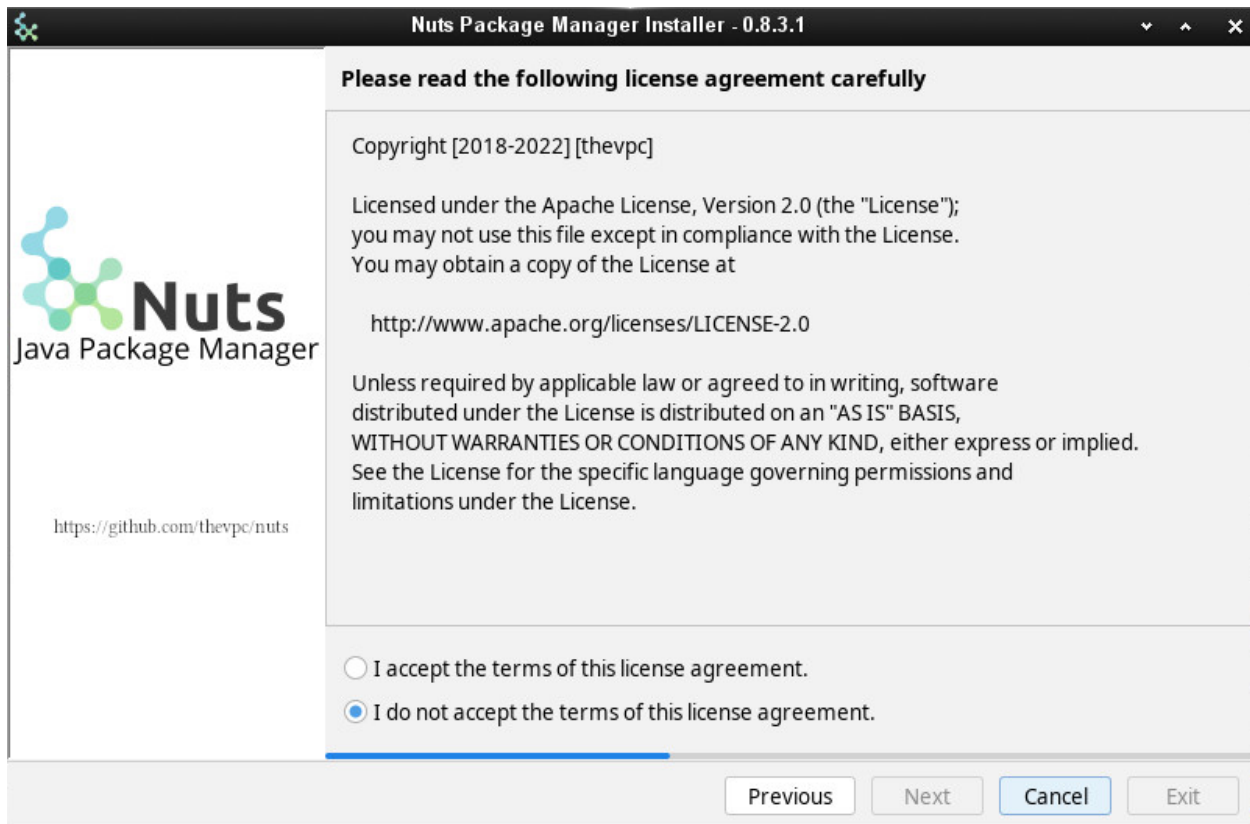 Nuts Package Manager Installer - 0.8.3.1
Nuts
Java Package Manager
https://github.com/thevpc/nuts
Please read the following license agreement carefully
Copyright [2018-2022] [thevpc]
Licensed under the Apache License, Version 2.0 (the "License");
you may not use this file except in compliance with the License.
You may obtain a copy of the License at
http://www.apache.org/licenses/LICENSE-2.0
Unless required by applicable law or agreed to in writing, software
distributed under the License is distributed on an "AS IS" BASIS,
WITHOUT WARRANTIES OR CONDITIONS OF ANY KIND, either express or implied.
See the License for the specific language governing permissions and
limitations under the License.
I accept the terms of this license agreement.
I do not accept the terms of this license agreement.
Previous Next Cancel Exit